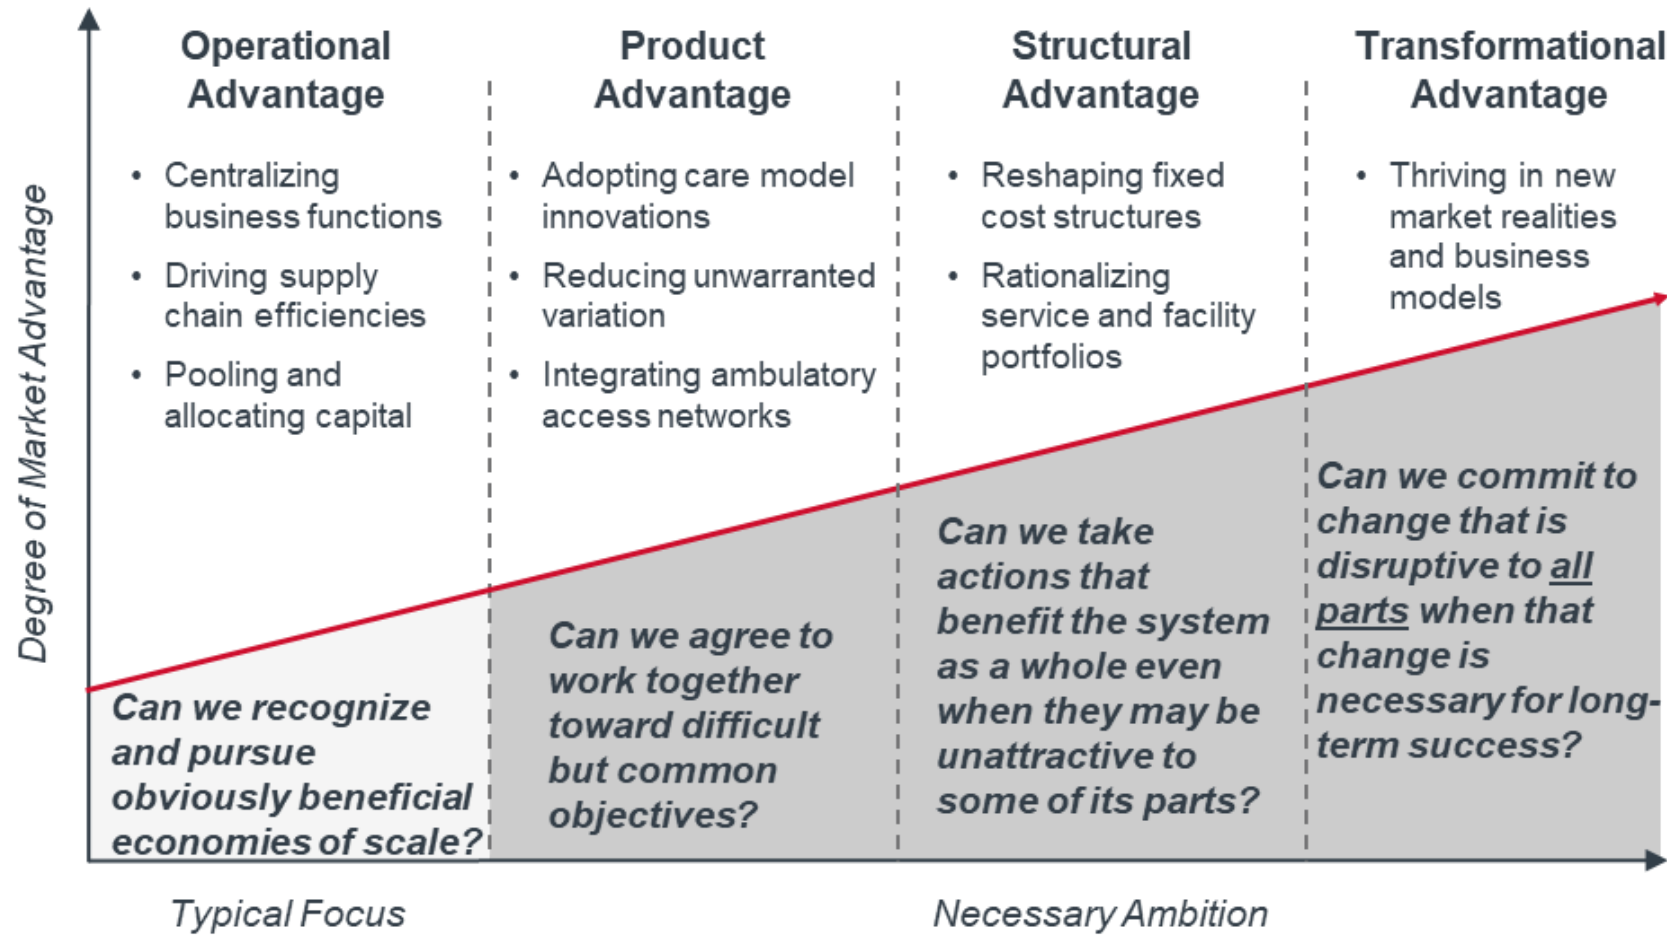 Degree of Market Advantage
Operational
Advantage
• Centralizing
business functions
• Driving supply
chain efficiencies
• Pooling and
allocating capital
Can we recognize
and pursue
obviously beneficial
economies of scale?
Product
Advantage
• Adopting care model
innovations
• Reducing unwarranted
variation
• Integrating ambulatory
access networks
Can we agree to
work together
toward difficult
but common
objectives?
Structural
Advantage
• Reshaping fixed
cost structures
• Rationalizing
service and facility
portfolios
Can we take
actions that
benefit the system
as a whole even
when they may be
unattractive to
some of its parts?
Transformational
Advantage
• Thriving in new
market realities
and business
models
Can we commit to
change that is
disruptive to all
parts when that
change is
necessary for long-
term success?
Typical Focus
Necessary Ambition